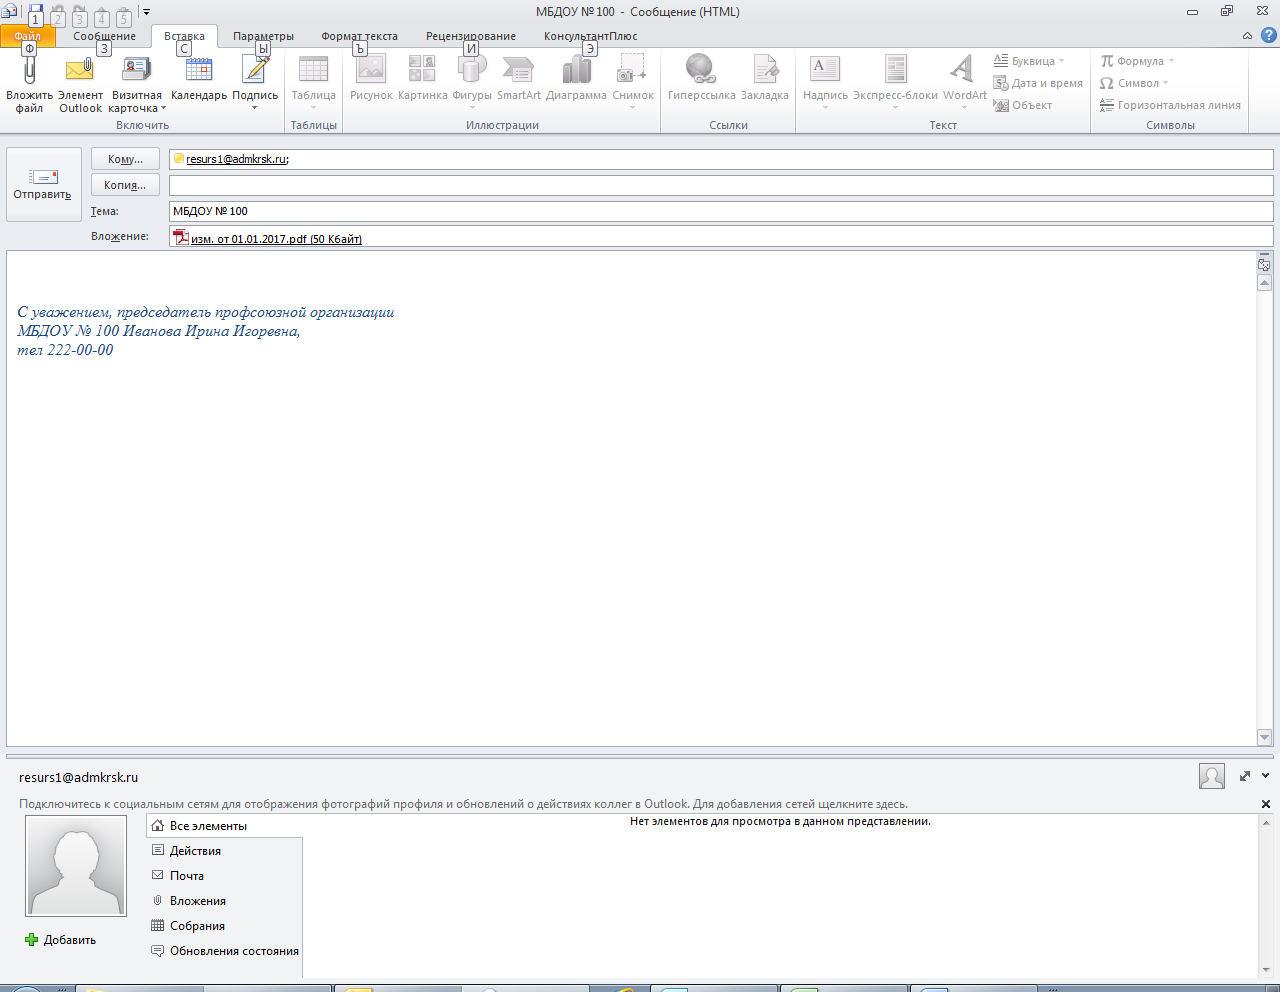 МБДОУ № 100 - Сообщение (HTML)
1 2 3 4 5
Файл Сообщение Вставка Параметры Формат текста Рецензирование КонсультантПлюс
Ф З С Ы Ъ И Э
Вложить файл
Элемент Outlook
Визитная карточка
Календарь
Подпись
Включить
Таблица
Таблицы
Рисунок
Картинка
Фигуры
SmartArt
Диаграмма
Снимок
Иллюстрации
Гиперссылка
Закладка
Ссылки
Надпись
Экспресс-блоки
WordArt
Буквица
Дата и время
Объект
Текст
Формула
Символ
Горизонтальная линия
Символы
Отправить
Кому... resurs1@admkrsk.ru;
Копия...
Тема: МБДОУ № 100
Вложение: изм. от 01.01.2017.pdf (50 Кбайт)
С уважением, председатель профсоюзной организации
МБДОУ № 100 Иванова Ирина Игоревна,
тел 222-00-00
resurs1@admkrsk.ru
Подключитесь к социальным сетям для отображения фотографий профиля и обновлений о действиях коллег в Outlook. Для добавления сетей щелкните здесь.
Все элементы
Нет элементов для просмотра в данном представлении.
Действия
Почта
Вложения
Собрания
Обновления состояния
Добавить